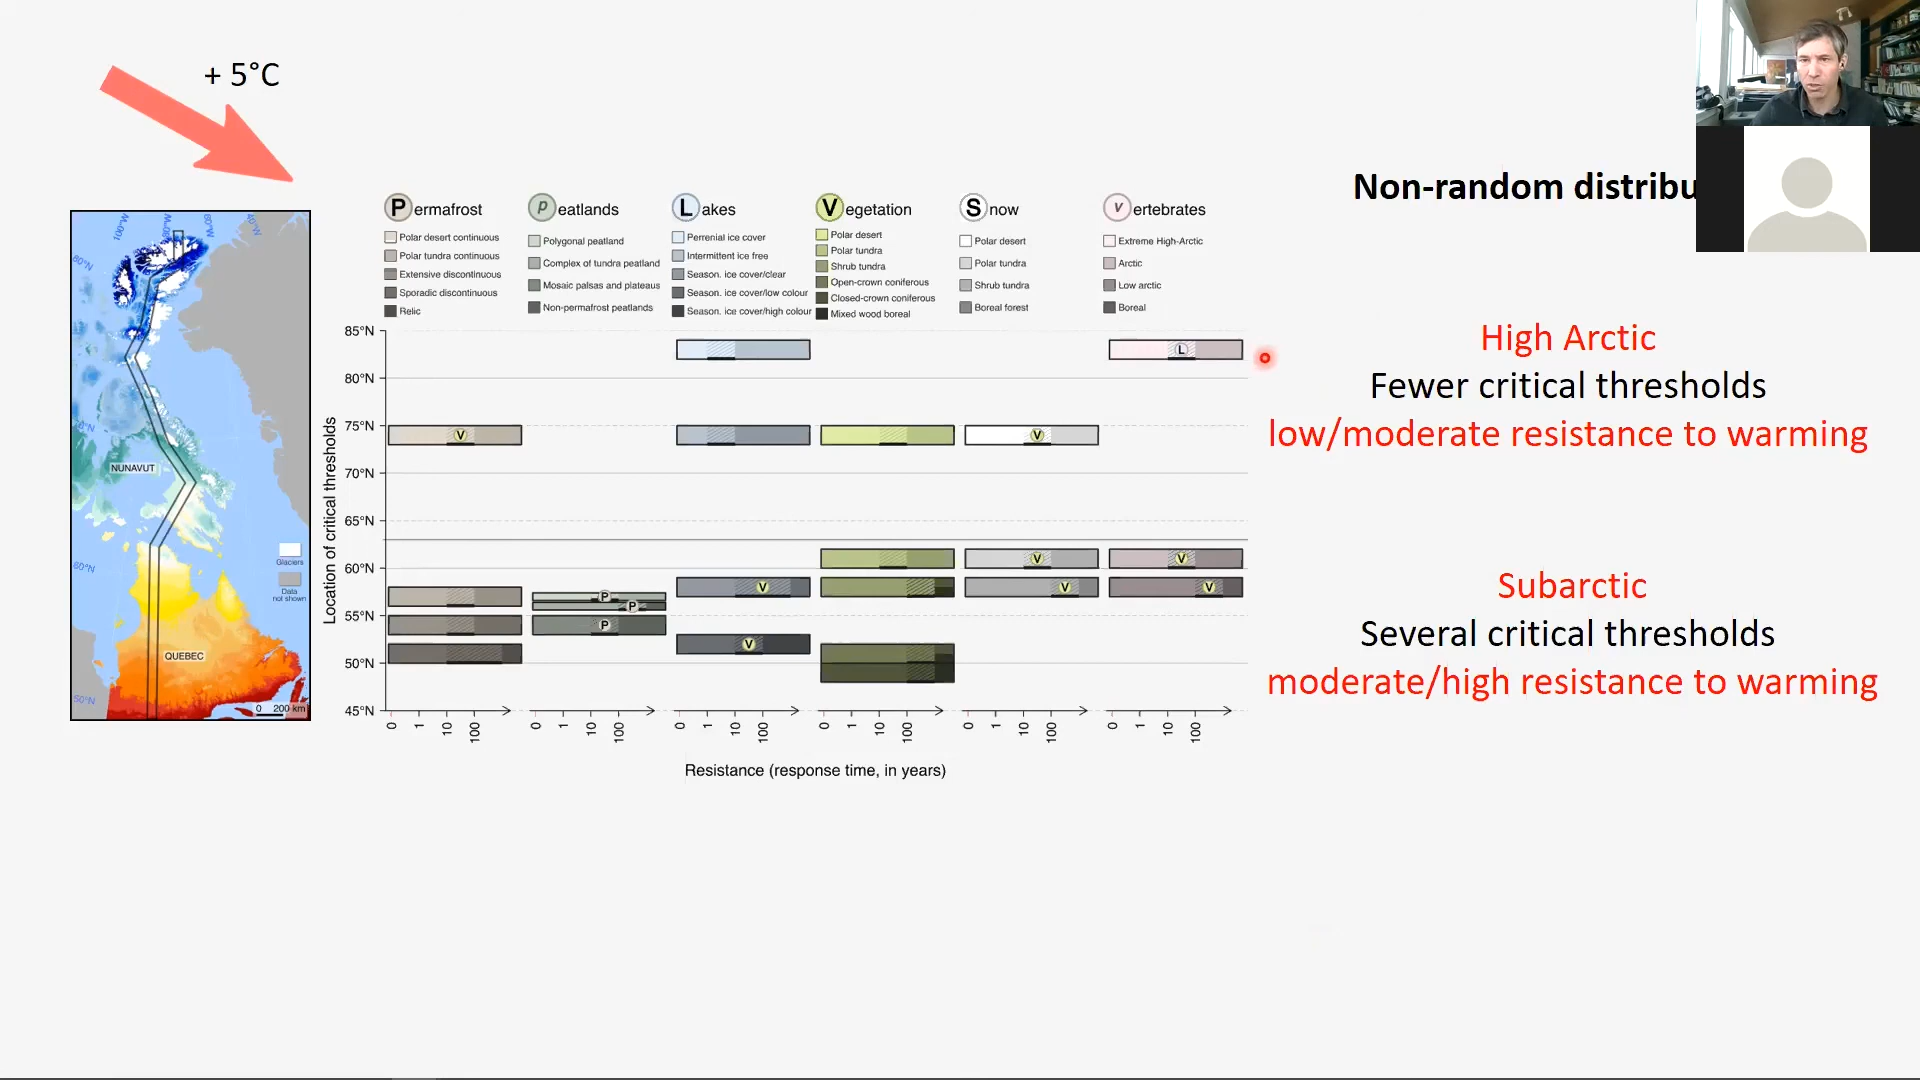 + 5°C
Non-random distribu
Permafrost
Polar desert continuous
Polar tundra continuous
Extensive discontinuous
Sporadic discontinuous
Relic
peatlands
Polygonal peatland
Complex of tundra peatland
Mosaic palsas and plateaus
Non-permafrost peatlands
Lakes
Perrenial ice cover
Intermittent ice free
Season. ice cover/clear
Season. ice cover/low colour
Season. ice cover/high colour
Vegetation
Polar desert
Polar tundra
Shrub tundra
Open-crown coniferous
Closed-crown coniferous
Mixed wood boreal
Snow
Polar desert
Polar tundra
Shrub tundra
Boreal forest
vertebrates
Extreme High-Arctic
Arctic
Low arctic
Boreal
100°W
80°W
80°N
NUNAVUT
Glaciers
60°N
Data
not shown
QUEBEC
50°N
0 200 km
Location of critical thresholds
85°N
80°N
75°N
70°N
65°N
60°N
55°N
50°N
45°N
L
V
V
V
V
V
V
V
V
P
P
P
V
0 1 10 100
0 1 10 100
0 1 10 100
0 1 10 100
0 1 10 100
0 1 10 100
Resistance (response time, in years)
High Arctic
Fewer critical thresholds
low/moderate resistance to warming
Subarctic
Several critical thresholds
moderate/high resistance to warming